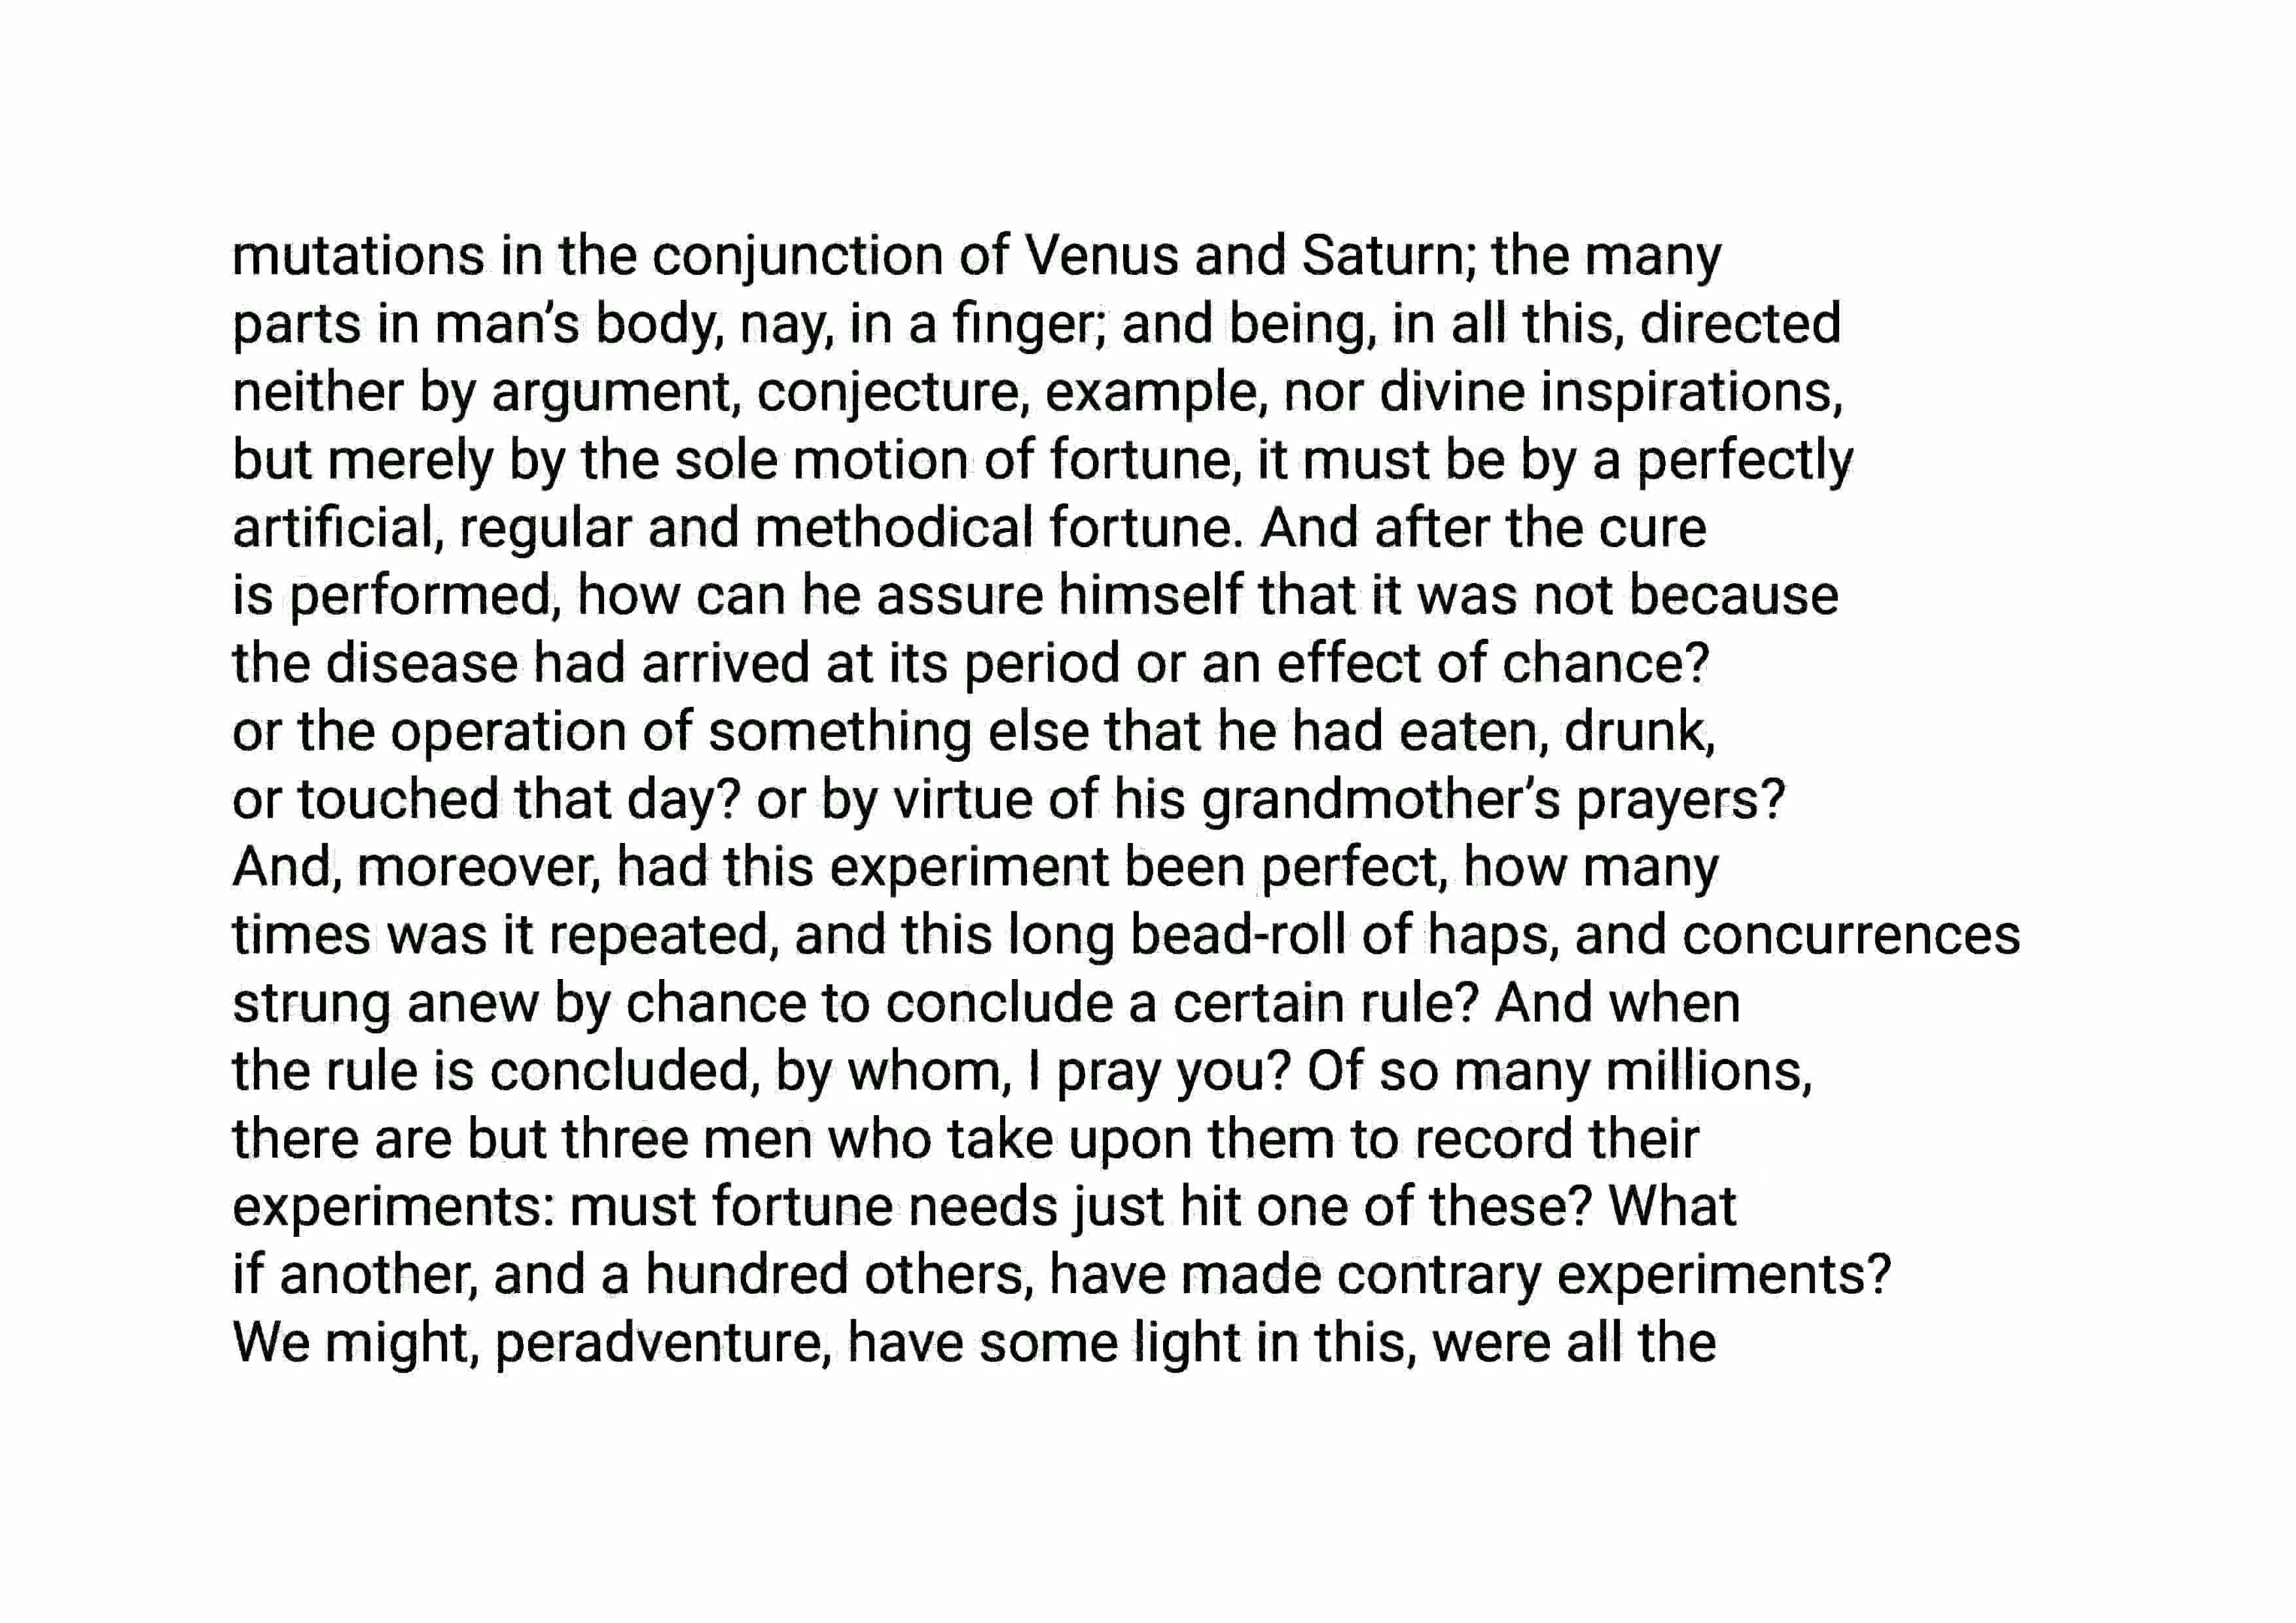 mutations in the conjunction of Venus and Saturn; the many
parts in man's body, nay, in a finger; and being, in all this, directed
neither by argument, conjecture, example, nor divine inspirations,
but merely by the sole motion of fortune, it must be by a perfectly
artificial, regular and methodical fortune. And after the cure
is performed, how can he assure himself that it was not because
the disease had arrived at its period or an effect of chance?
or the operation of something else that he had eaten, drunk,
or touched that day? or by virtue of his grandmother's prayers?
And, moreover, had this experiment been perfect, how many
times was it repeated, and this long bead-roll of haps, and concurrences
strung anew by chance to conclude a certain rule? And when
the rule is concluded, by whom, I pray you? Of so many millions,
there are but three men who take upon them to record their
experiments: must fortune needs just hit one of these? What
if another, and a hundred others, have made contrary experiments?
We might, peradventure, have some light in this, were all the